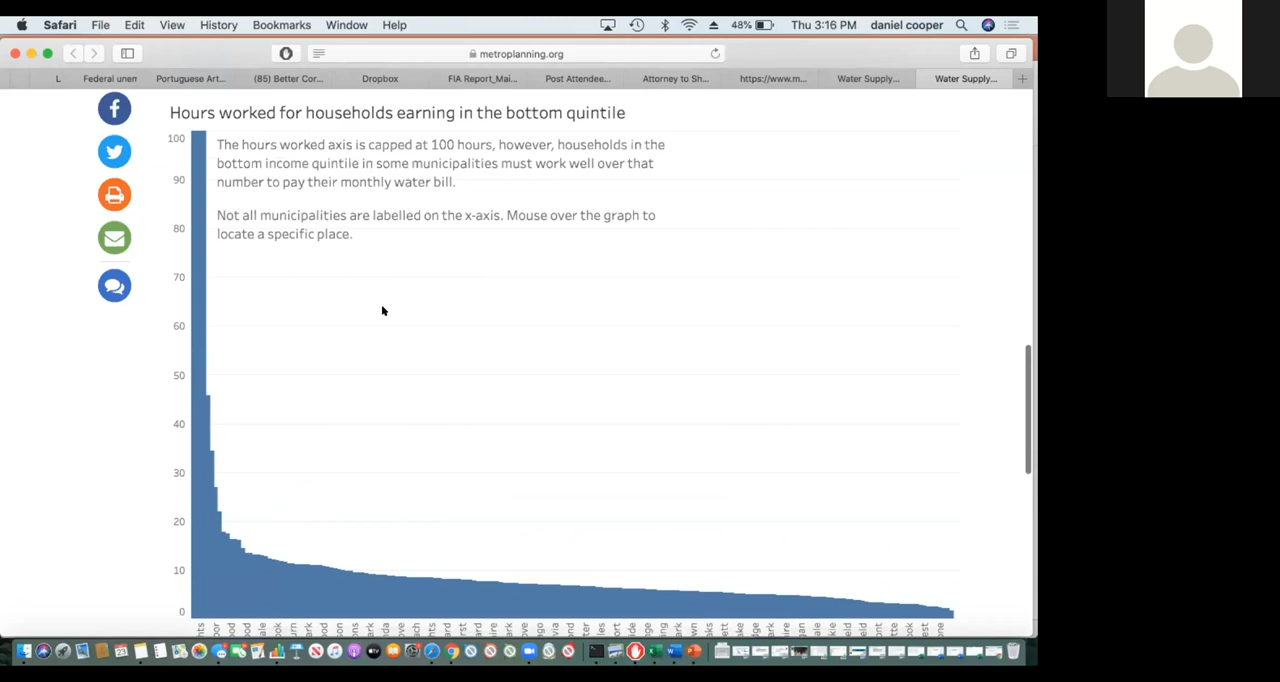 Safari File Edit View History Bookmarks Window Help 48% Thu 3:16 PM daniel cooper
metroplanning.org
L Federal unem Portuguese Art... (85) Better Cor... Dropbox FIA Report_Mai... Post Attendee... Attorney to Sh... https://www.m... Water Supply... Water Supply...
Hours worked for households earning in the bottom quintile
The hours worked axis is capped at 100 hours, however, households in the
bottom income quintile in some municipalities must work well over that
number to pay their monthly water bill.
Not all municipalities are labelled on the x-axis. Mouse over the graph to
locate a specific place.
100
90
80
70
60
50
40
30
20
10
0